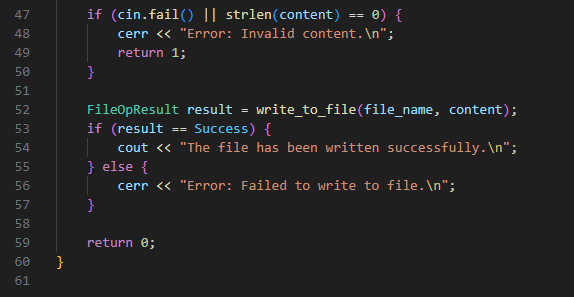 47 if (cin.fail() || strlen(content) == 0) {
48 cerr << "Error: Invalid content.\n";
49 return 1;
50 }
51
52 FileOpResult result = write_to_file(file_name, content);
53 if (result == Success) {
54 cout << "The file has been written successfully.\n";
55 } else {
56 cerr << "Error: Failed to write to file.\n";
57 }
58
59 return 0;
60 }
61